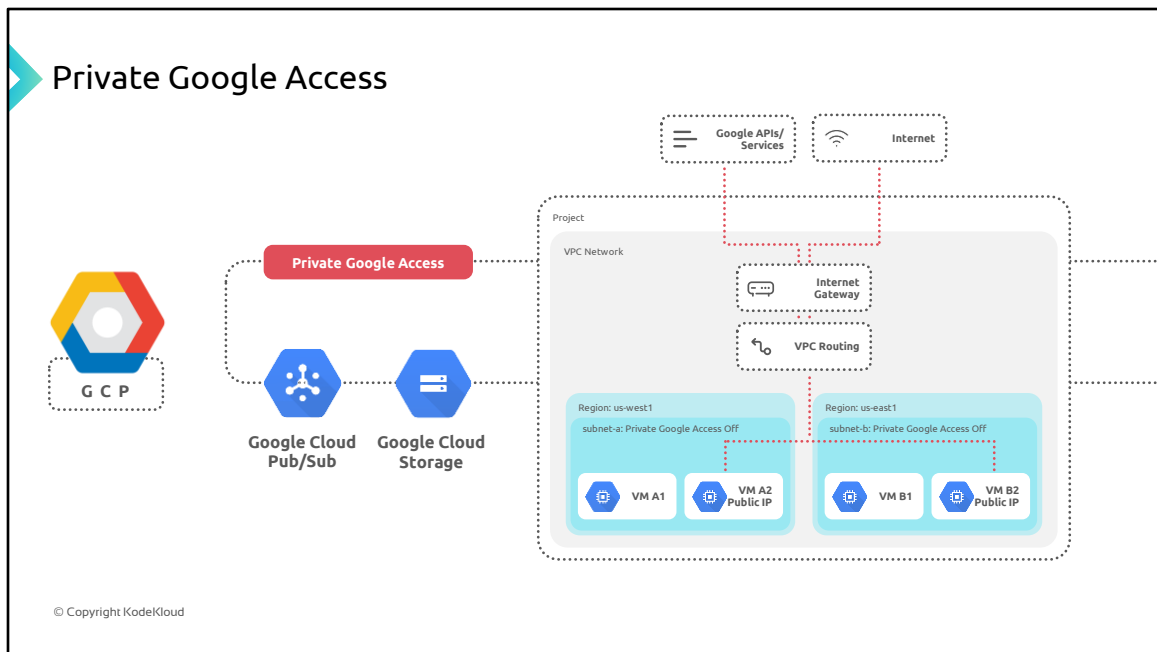 Private Google Access
Google APIs/
Services
Internet
Project
VPC Network
Private Google Access
Internet
Gateway
VPC Routing
G C P
Google Cloud
Pub/Sub
Google Cloud
Storage
Region: us-west1
subnet-a: Private Google Access Off
VM A1
VM A2
Public IP
Region: us-east1
subnet-b: Private Google Access Off
VM B1
VM B2
Public IP
© Copyright KodeKloud